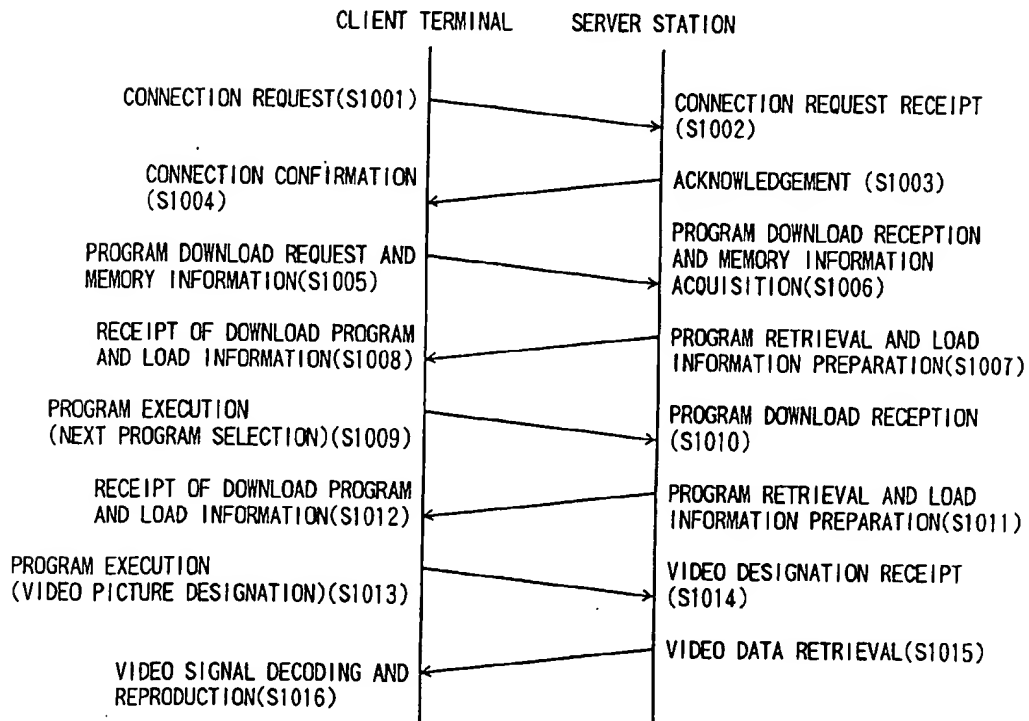 CLIENT TERMINAL SERVER STATION
CONNECTION REQUEST(S1001)
CONNECTION REQUEST RECEIPT
(S1002)
CONNECTION CONFIRMATION
(S1004)
ACKNOWLEDGEMENT (S1003)
PROGRAM DOWNLOAD REQUEST AND
MEMORY INFORMATION(S1005)
PROGRAM DOWNLOAD RECEPTION
AND MEMORY INFORMATION
ACQUISITION(S1006)
RECEIPT OF DOWNLOAD PROGRAM
AND LOAD INFORMATION(S1008)
PROGRAM RETRIEVAL AND LOAD
INFORMATION PREPARATION(S1007)
PROGRAM EXECUTION
(NEXT PROGRAM SELECTION)(S1009)
PROGRAM DOWNLOAD RECEPTION
(S1010)
RECEIPT OF DOWNLOAD PROGRAM
AND LOAD INFORMATION(S1012)
PROGRAM RETRIEVAL AND LOAD
INFORMATION PREPARATION(S1011)
PROGRAM EXECUTION
(VIDEO PICTURE DESIGNATION)(S1013)
VIDEO DESIGNATION RECEIPT
(S1014)
VIDEO DATA RETRIEVAL(S1015)
VIDEO SIGNAL DECODING AND
REPRODUCTION(S1016)